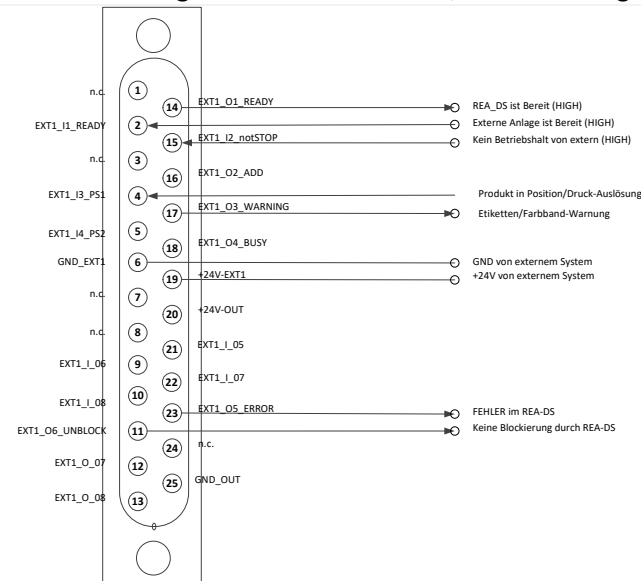 n.c.
1
14
EXT1_O1_READY
REA_DS ist Bereit (HIGH)
EXT1_I1_READY
2
Externe Anlage ist Bereit (HIGH)
15
EXT1_I2_notSTOP
Kein Betriebshalt von extern (HIGH)
n.c.
3
16
EXT1_O2_ADD
EXT1_I3_PS1
4
Produkt in Position/Druck-Auslösung
17
EXT1_O3_WARNING
Etiketten/Farbband-Warnung
EXT1_I4_PS2
5
18
EXT1_O4_BUSY
GND_EXT1
6
GND von externem System
19
+24V-EXT1
+24V von externem System
n.c.
7
20
+24V-OUT
n.c.
8
21
EXT1_I_05
EXT1_I_06
9
22
EXT1_I_07
EXT1_I_08
10
23
EXT1_O5_ERROR
FEHLER im REA-DS
EXT1_O6_UNBLOCK
11
Keine Blockierung durch REA-DS
24
n.c.
EXT1_O_07
12
25
GND_OUT
EXT1_O_08
13
0